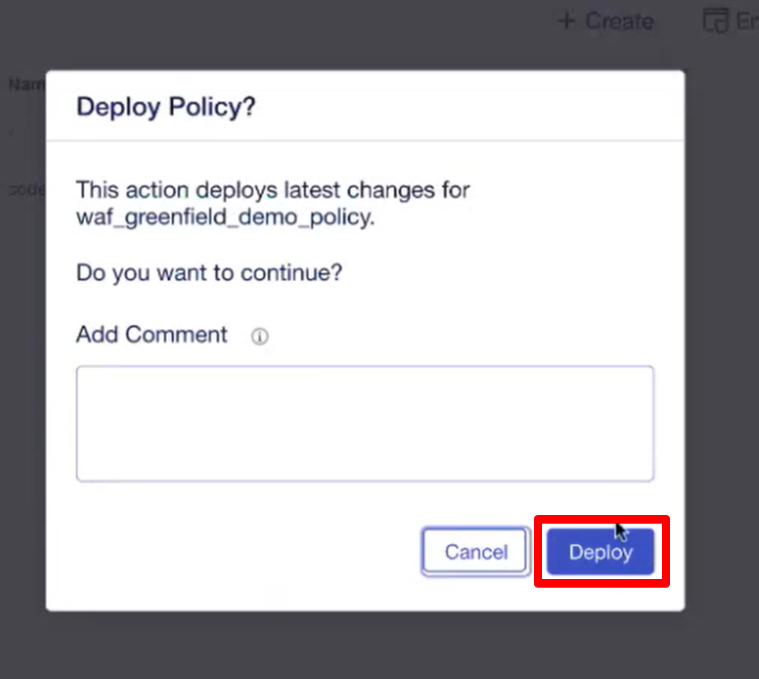 + Create
En
Nam
Deploy Policy?
This action deploys latest changes for
waf_greenfield_demo_policy.
code
Do you want to continue?
Add Comment
Cancel
Deploy